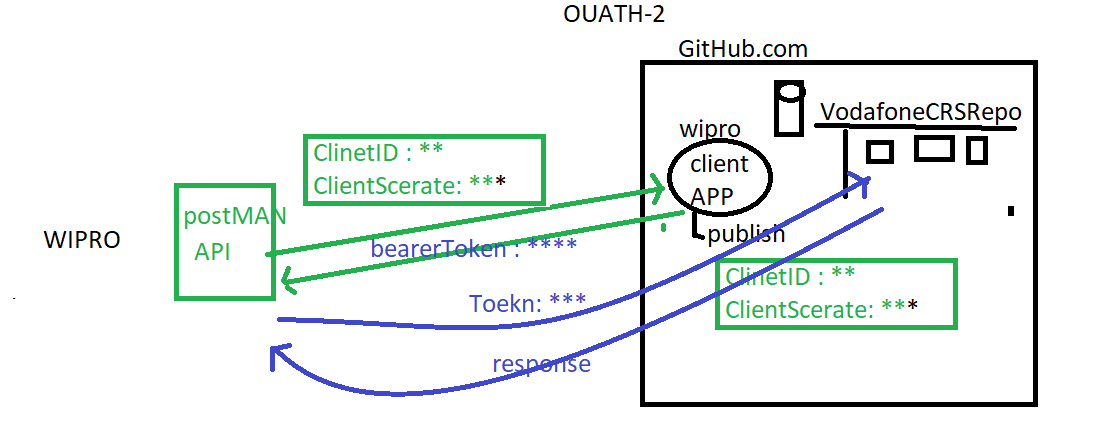 OUATH-2
GitHub.com
VodafoneCRSRepo
wipro
client
APP
publish
ClinetID : **
ClientScerate: ***
postMAN
API
WIPRO
bearerToken : ****
Toekn: ***
response
ClinetID : **
ClientScerate: ***